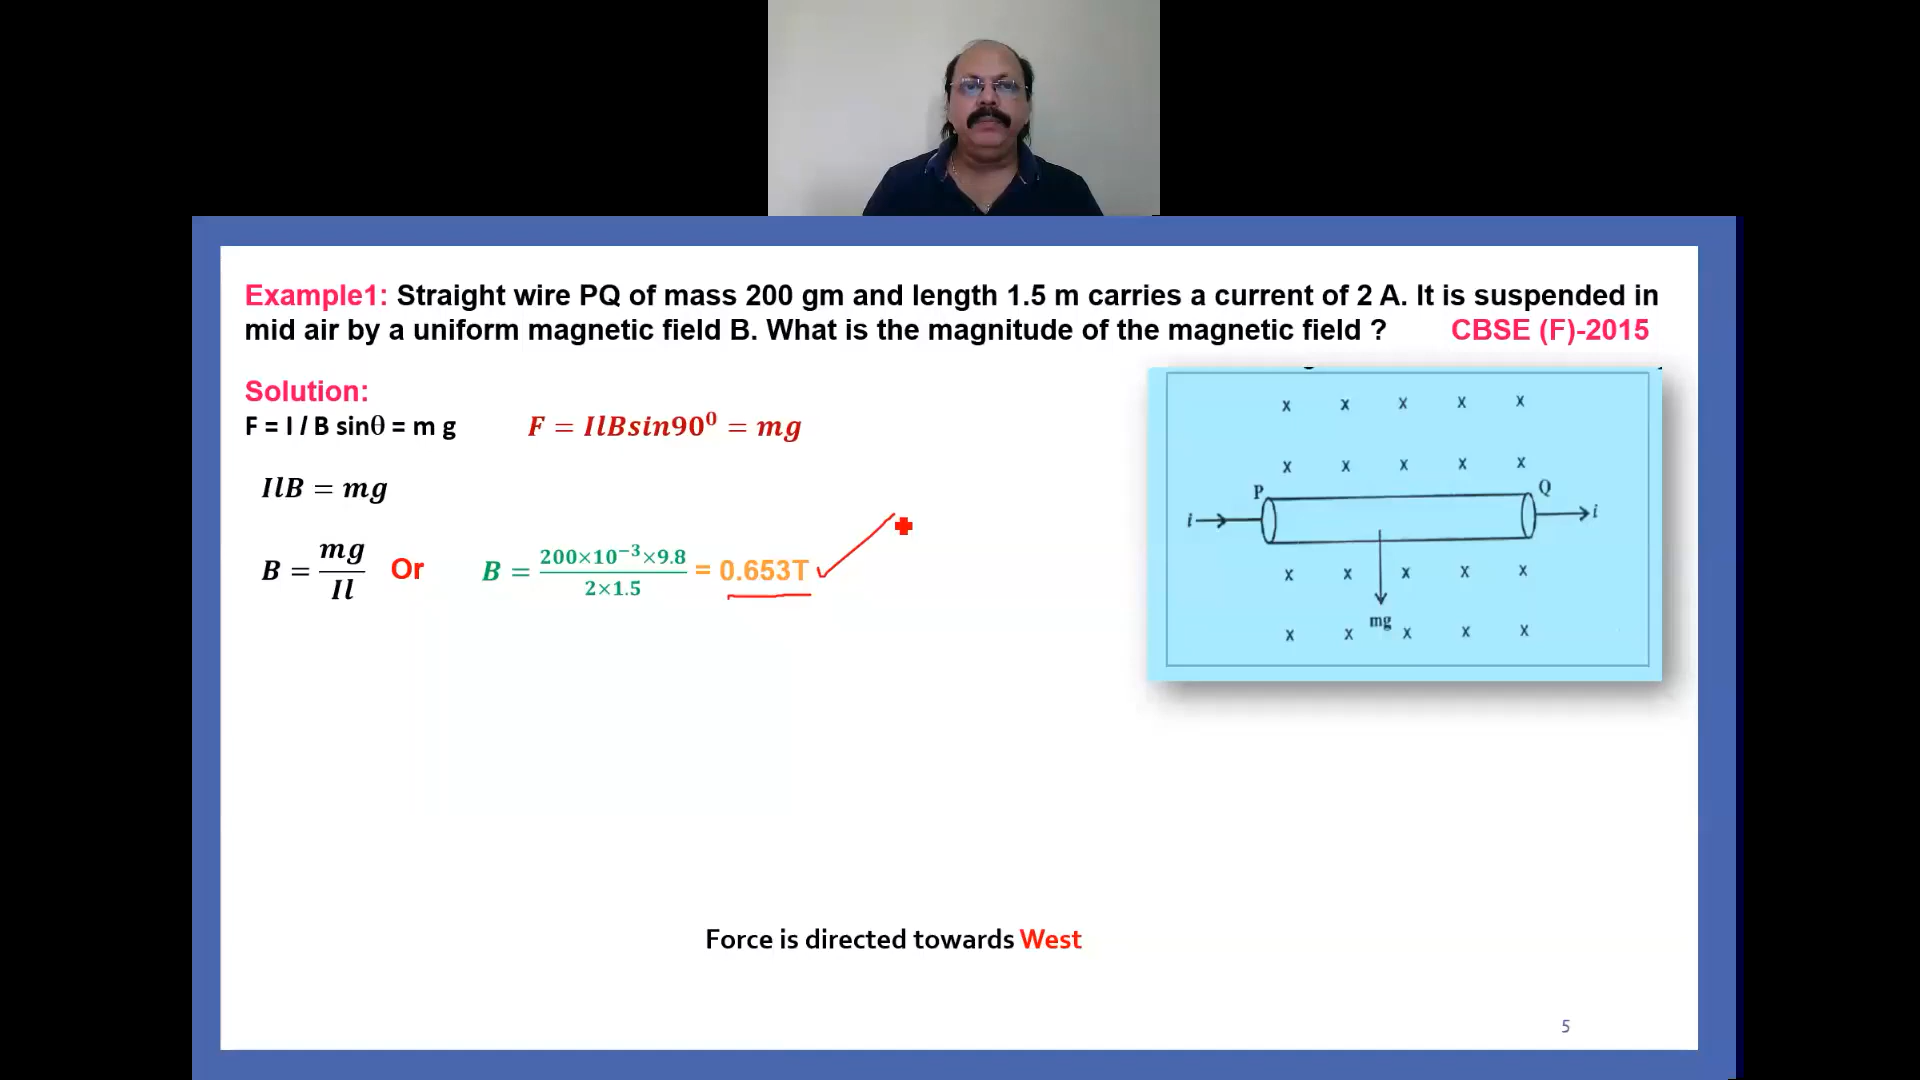 Example1: Straight wire PQ of mass 200 gm and length 1.5 m carries a current of 2 A. It is suspended in
mid air by a uniform magnetic field B. What is the magnitude of the magnetic field ? CBSE (F)-2015
Solution:
F = I / B sinθ = m g F = IlBsin90⁰ = mg
IlB = mg
B = mg/Il Or B = 200×10⁻³×9.8/2×1.5 = 0.653T
x x x x x
x x x x x
P Q
i i
x x x x x
mg
x x x x x
Force is directed towards West
5